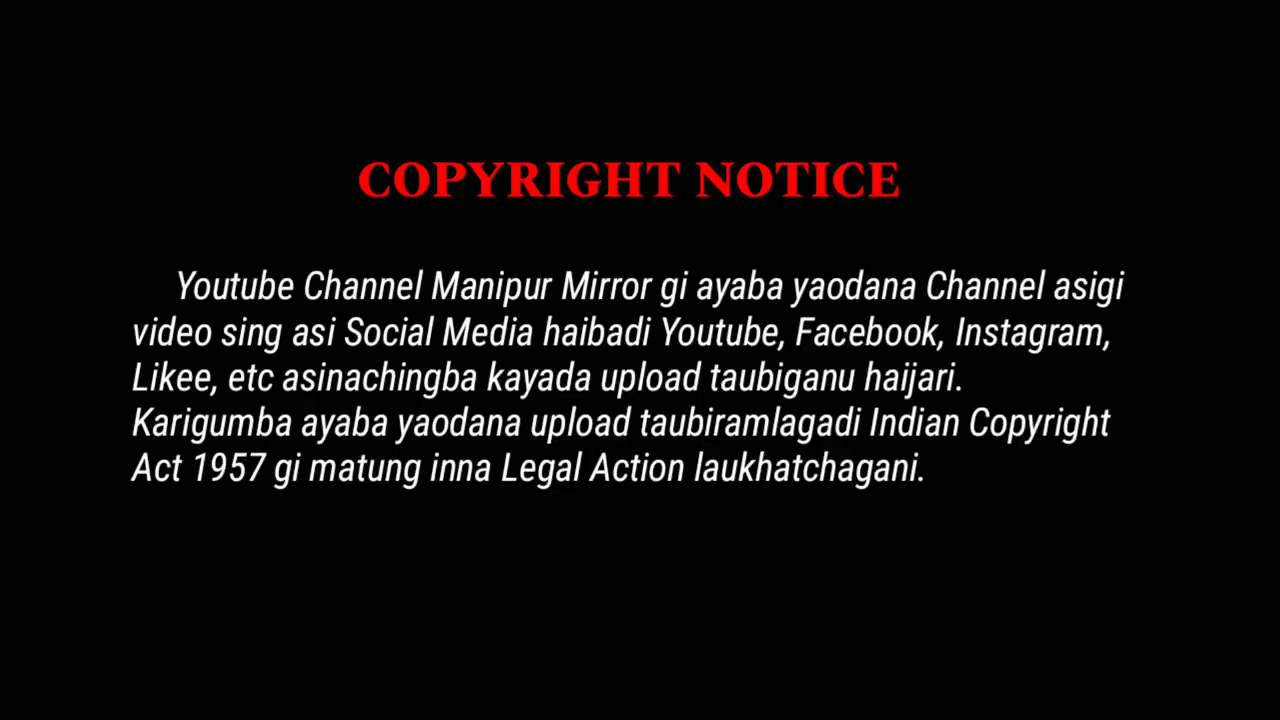 COPYRIGHT NOTICE
Youtube Channel Manipur Mirror gi ayaba yaodana Channel asigi
video sing asi Social Media haibadi Youtube, Facebook, Instagram,
Likee, etc asinachingba kayada upload taubiganu haijari.
Karigumba ayaba yaodana upload taubiramlagadi Indian Copyright
Act 1957 gi matung inna Legal Action laukhatchagani.